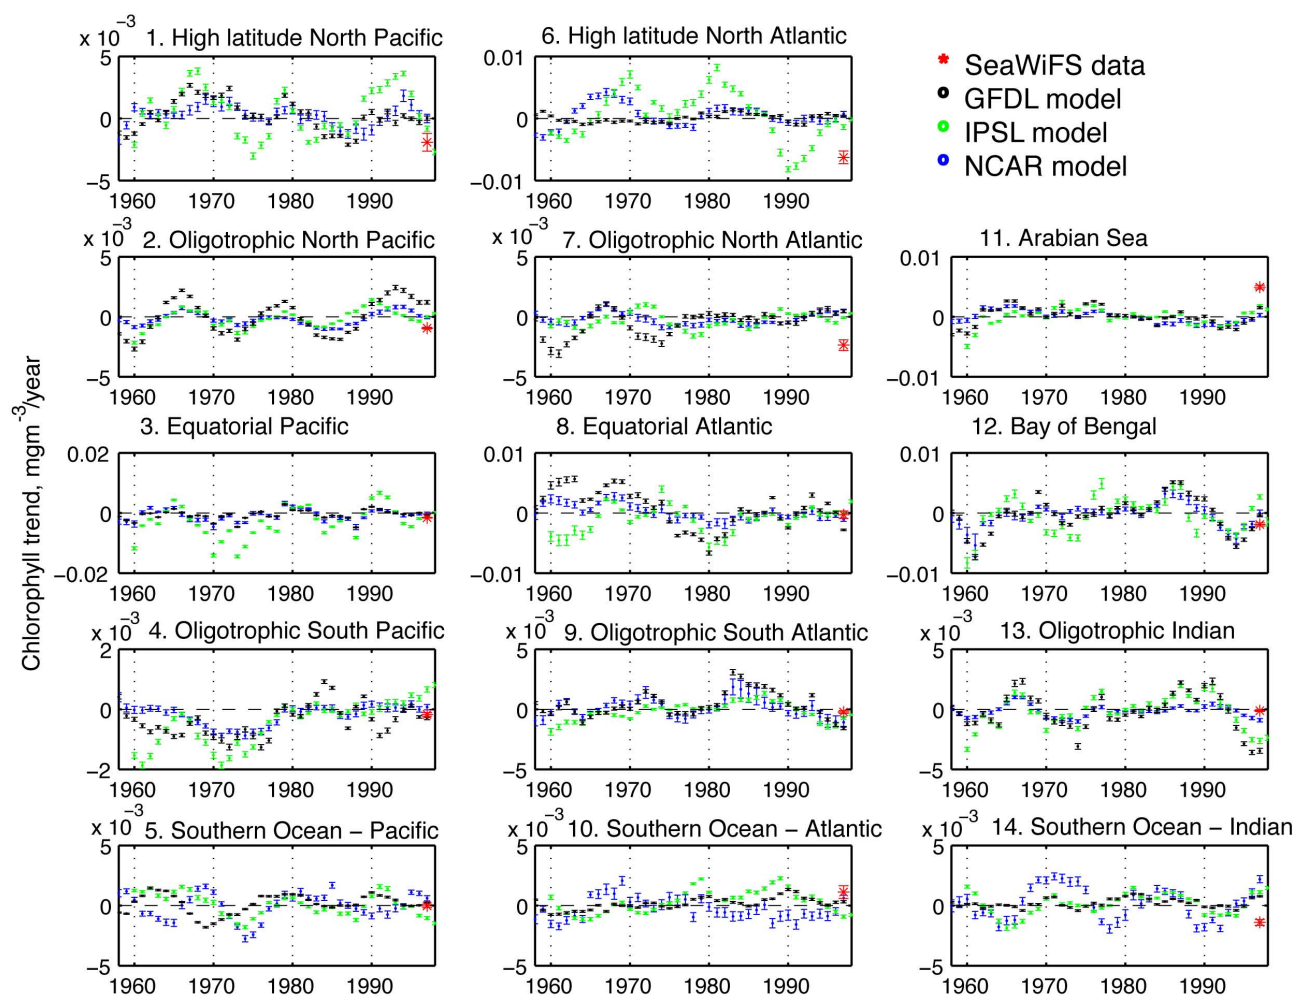 Chlorophyll trend, mgm⁻³/year
x 10⁻³ 1. High latitude North Pacific
5
0
−5
1960 1970 1980 1990
6. High latitude North Atlantic
0.01
0
−0.01
1960 1970 1980 1990
SeaWiFS data
GFDL model
IPSL model
NCAR model
x 10⁻³ 2. Oligotrophic North Pacific
5
0
−5
1960 1970 1980 1990
x 10⁻³ 7. Oligotrophic North Atlantic
5
0
−5
1960 1970 1980 1990
11. Arabian Sea
0.01
0
−0.01
1960 1970 1980 1990
3. Equatorial Pacific
0.02
0
−0.02
1960 1970 1980 1990
8. Equatorial Atlantic
0.01
0
−0.01
1960 1970 1980 1990
12. Bay of Bengal
0.01
0
−0.01
1960 1970 1980 1990
x 10⁻³ 4. Oligotrophic South Pacific
2
0
−2
1960 1970 1980 1990
x 10⁻³ 9. Oligotrophic South Atlantic
5
0
−5
1960 1970 1980 1990
x 10⁻³ 13. Oligotrophic Indian
5
0
−5
1960 1970 1980 1990
x 10⁻³ 5. Southern Ocean − Pacific
5
0
−5
1960 1970 1980 1990
x 10⁻³ 10. Southern Ocean − Atlantic
5
0
−5
1960 1970 1980 1990
x 10⁻³ 14. Southern Ocean − Indian
5
0
−5
1960 1970 1980 1990